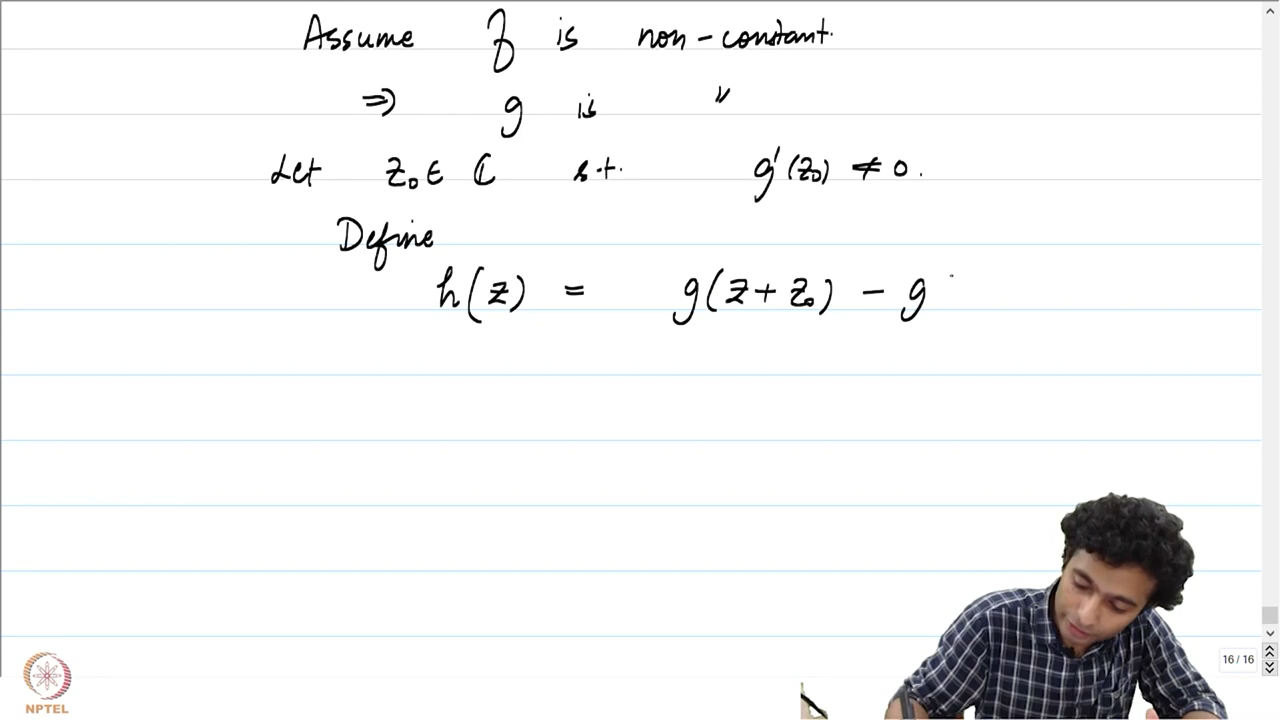 Assume f is non-constant.
⇒ g is "
Let z₀ ∈ ℂ s.t. g'(z₀) ≠ 0.
Define
h(z) = g(z + z₀) - g
16 / 16
NPTEL